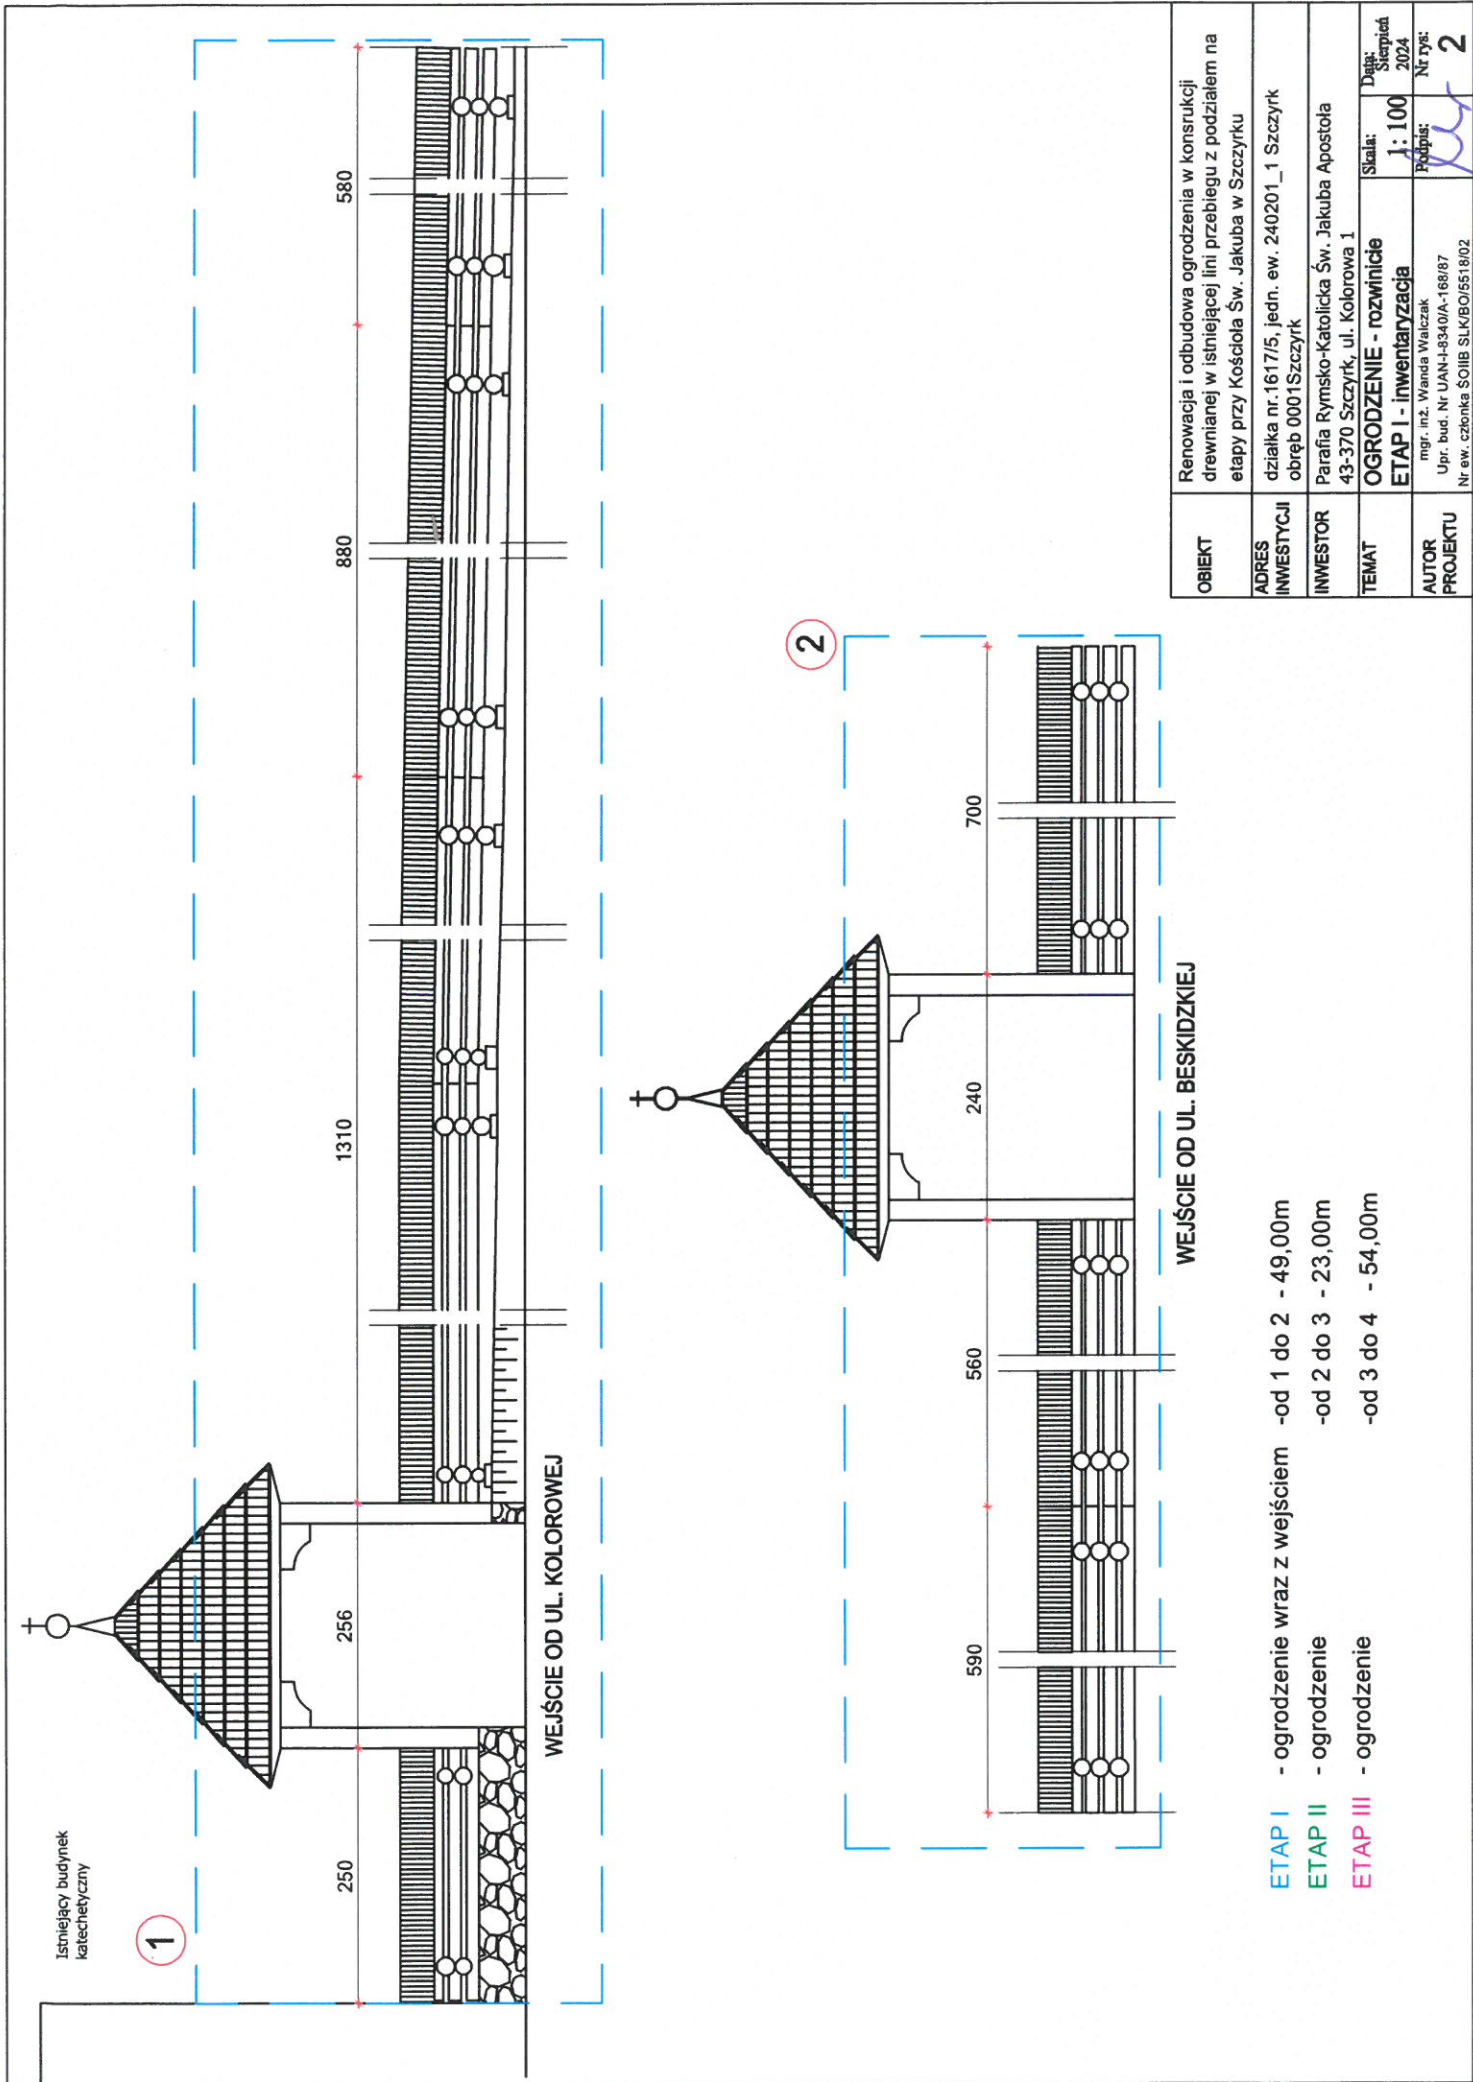 Istniejący budynek
katechetyczny
1
250
256
1310
880
580
WEJŚCIE OD UL. KOLOROWEJ
2
590
560
240
700
WEJŚCIE OD UL. BESKIDZKIEJ
ETAP I - ogrodzenie wraz z wejściem -od 1 do 2 - 49,00m
ETAP II - ogrodzenie -od 2 do 3 - 23,00m
ETAP III - ogrodzenie -od 3 do 4 - 54,00m
OBIEKT
Renowacja i odbudowa ogrodzenia w konsrukcji
drewnianej w istniejącej lini przebiegu z podziałem na
etapy przy Kościoła Św. Jakuba w Szczyrku
ADRES
INWESTYCJI
działka nr.1617/5, jedn. ew. 240201_1 Szczyrk
obręb 0001Szczyrk
INWESTOR
Parafia Rymsko-Katolicka Św. Jakuba Apostoła
43-370 Szczyrk, ul. Kolorowa 1
TEMAT
OGRODZENIE - rozwinicie
ETAP I - inwentaryzacja
Skala:
1: 100
Data:
Sierpień
2024
AUTOR
PROJEKTU
mgr. inż. Wanda Walczak
Upr. bud. Nr UAN-I-8340/A-168/87
Nr ew. członka ŚOIIB SLK/BO/5518/02
Podpis:
Nr rys:
2